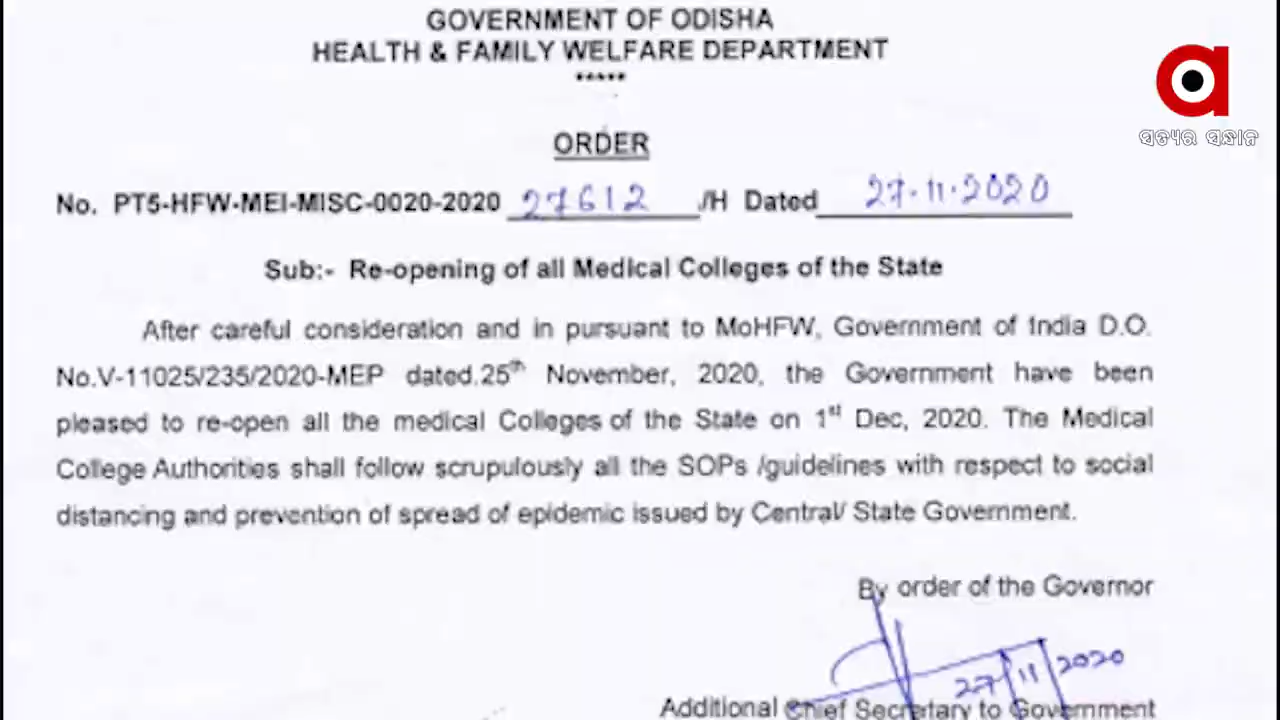 GOVERNMENT OF ODISHA
HEALTH & FAMILY WELFARE DEPARTMENT
*****
ସତ୍ୟର ସନ୍ଧାନ
ORDER
No. PT5-HFW-MEI-MISC-0020-2020 27612 /H Dated 27.11.2020
Sub:- Re-opening of all Medical Colleges of the State
After careful consideration and in pursuant to MoHFW, Government of India D.O.
No.V-11025/235/2020-MEP dated.25th November, 2020, the Government have been
pleased to re-open all the medical Colleges of the State on 1st Dec, 2020. The Medical
College Authorities shall follow scrupulously all the SOPs /guidelines with respect to social
distancing and prevention of spread of epidemic issued by Central/ State Government.
By order of the Governor
27/11/2020
Additional Chief Secretary to Government